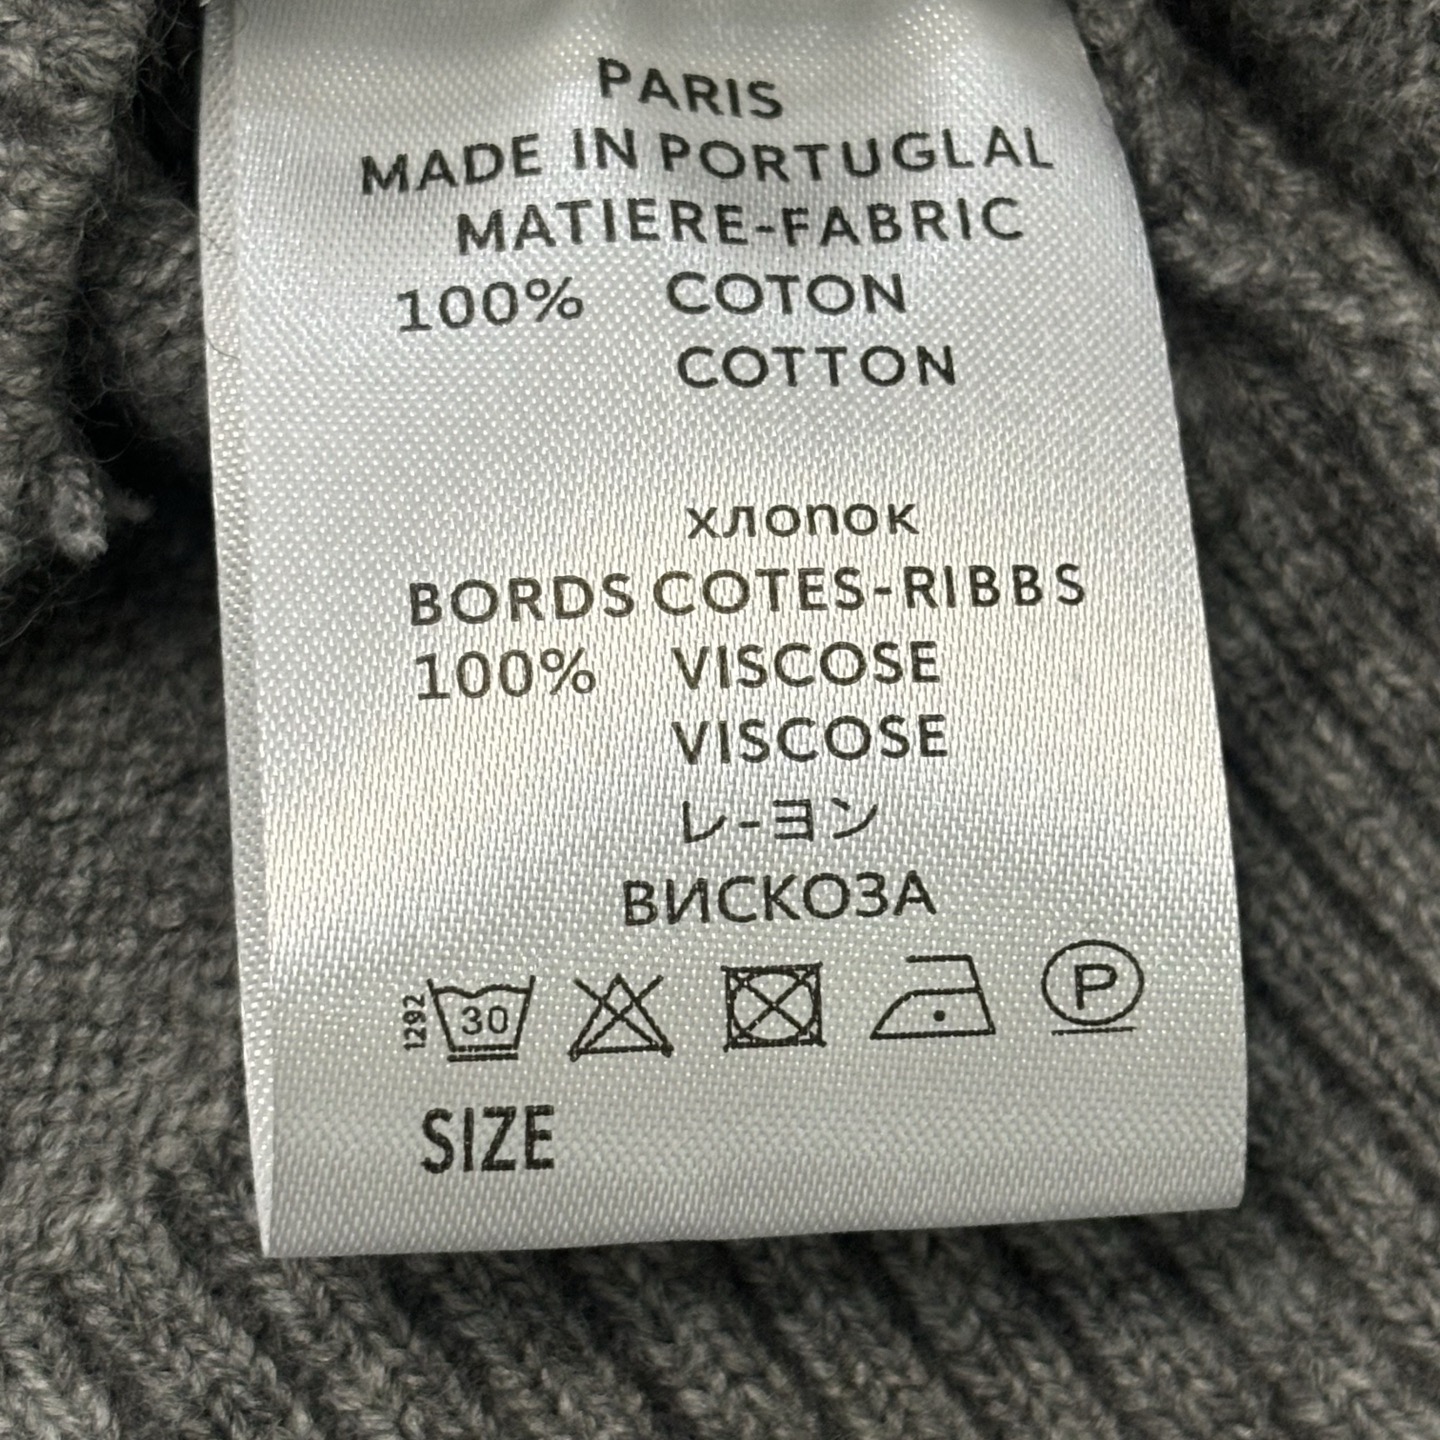 PARIS
MADE IN PORTUGLAL
MATIERE-FABRIC
100% COTON
COTTON
хлопок
BORDS COTES-RIBBS
100% VISCOSE
VISCOSE
レ-ヨン
ВИСКОЗА
1292 30 P
SIZE